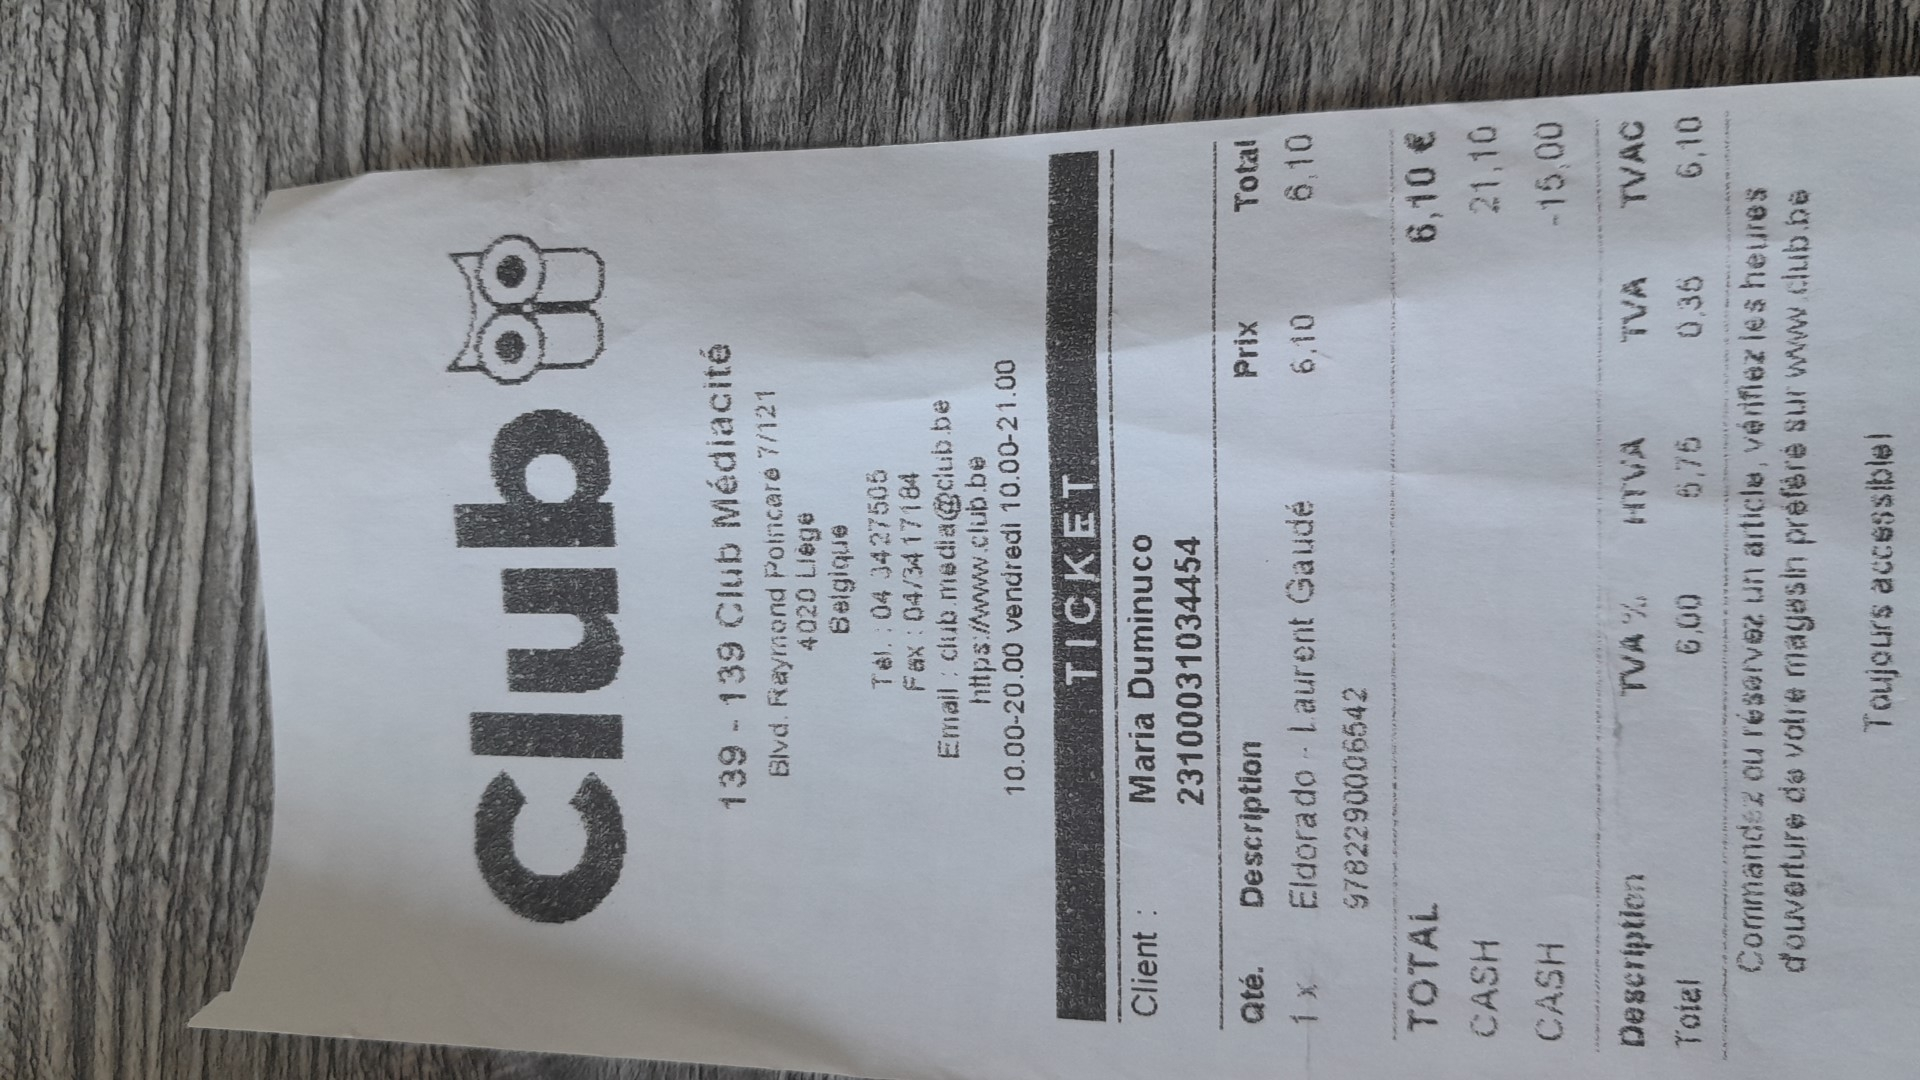 Club
139 - 139 Club Médiacité
Blvd. Raymond Poincaré 7/121
4020 Liège
Belgique
Tél. : 04 3427506
Fax : 04/3417184
Email : club.media@club.be
https://www.club.be
10.00-20.00 vendredi 10.00-21.00
TICKET
Client : Maria Duminuco
23100031034454
Qté. Description Prix Total
1 x Eldorado - Laurent Gaudé 6,10 6,10
9782290006542
TOTAL 6,10 €
CASH 21,10
CASH -15,00
Description TVA % HTVA TVA TVAC
Total 6,00 5,75 0,35 6,10
Commandez ou réservez un article, vérifiez les heures
d'ouverture de votre magasin préféré sur www.club.be
Toujours accessible!